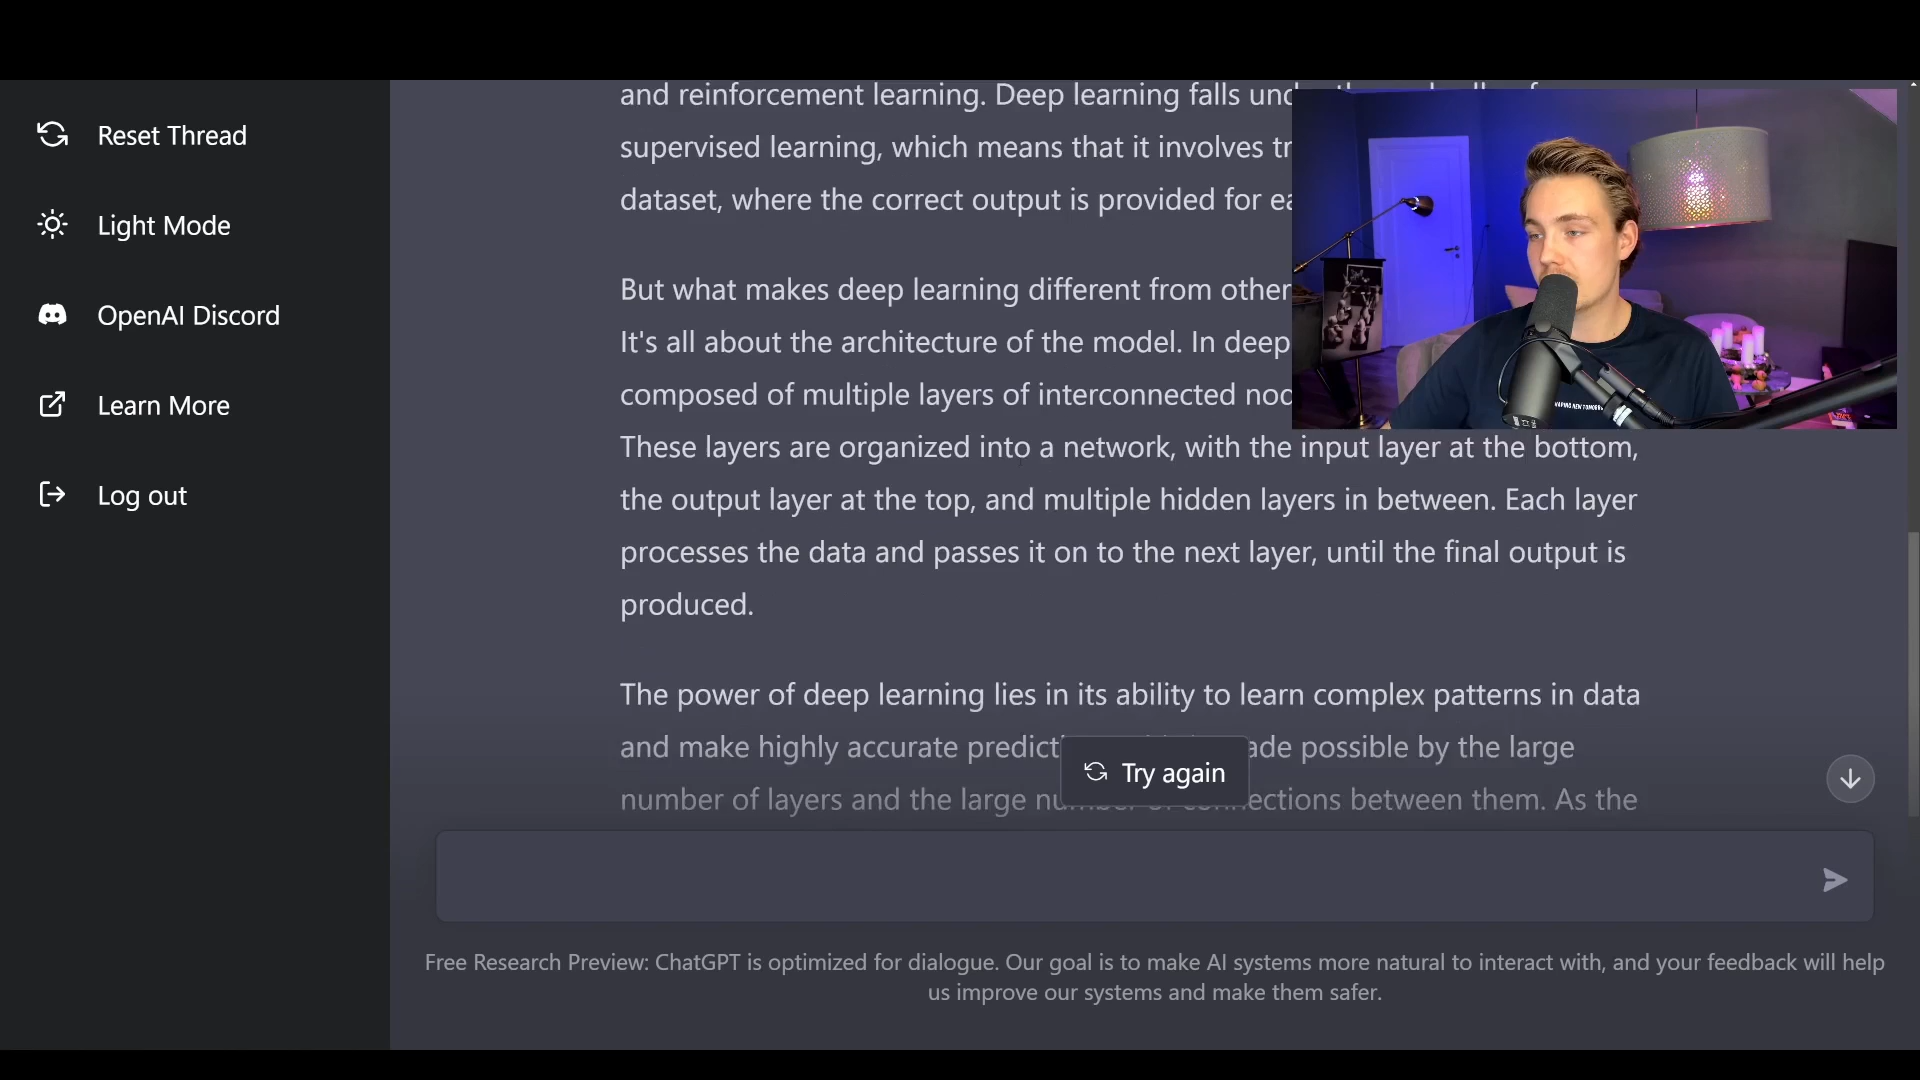 Reset Thread
Light Mode
OpenAI Discord
Learn More
Log out
and reinforcement learning. Deep learning falls
supervised learning, which means that it involves
dataset, where the correct output is provided for
But what makes deep learning different from other
It's all about the architecture of the model. In deep
composed of multiple layers of interconnected
These layers are organized into a network, with the input layer at the bottom,
the output layer at the top, and multiple hidden layers in between. Each layer
processes the data and passes it on to the next layer, until the final output is
produced.
The power of deep learning lies in its ability to learn complex patterns in data
and make highly accurate possible by the large
number of layers and the large connections between them. As the
Try again
Free Research Preview: ChatGPT is optimized for dialogue. Our goal is to make AI systems more natural to interact with, and your feedback will help
us improve our systems and make them safer.